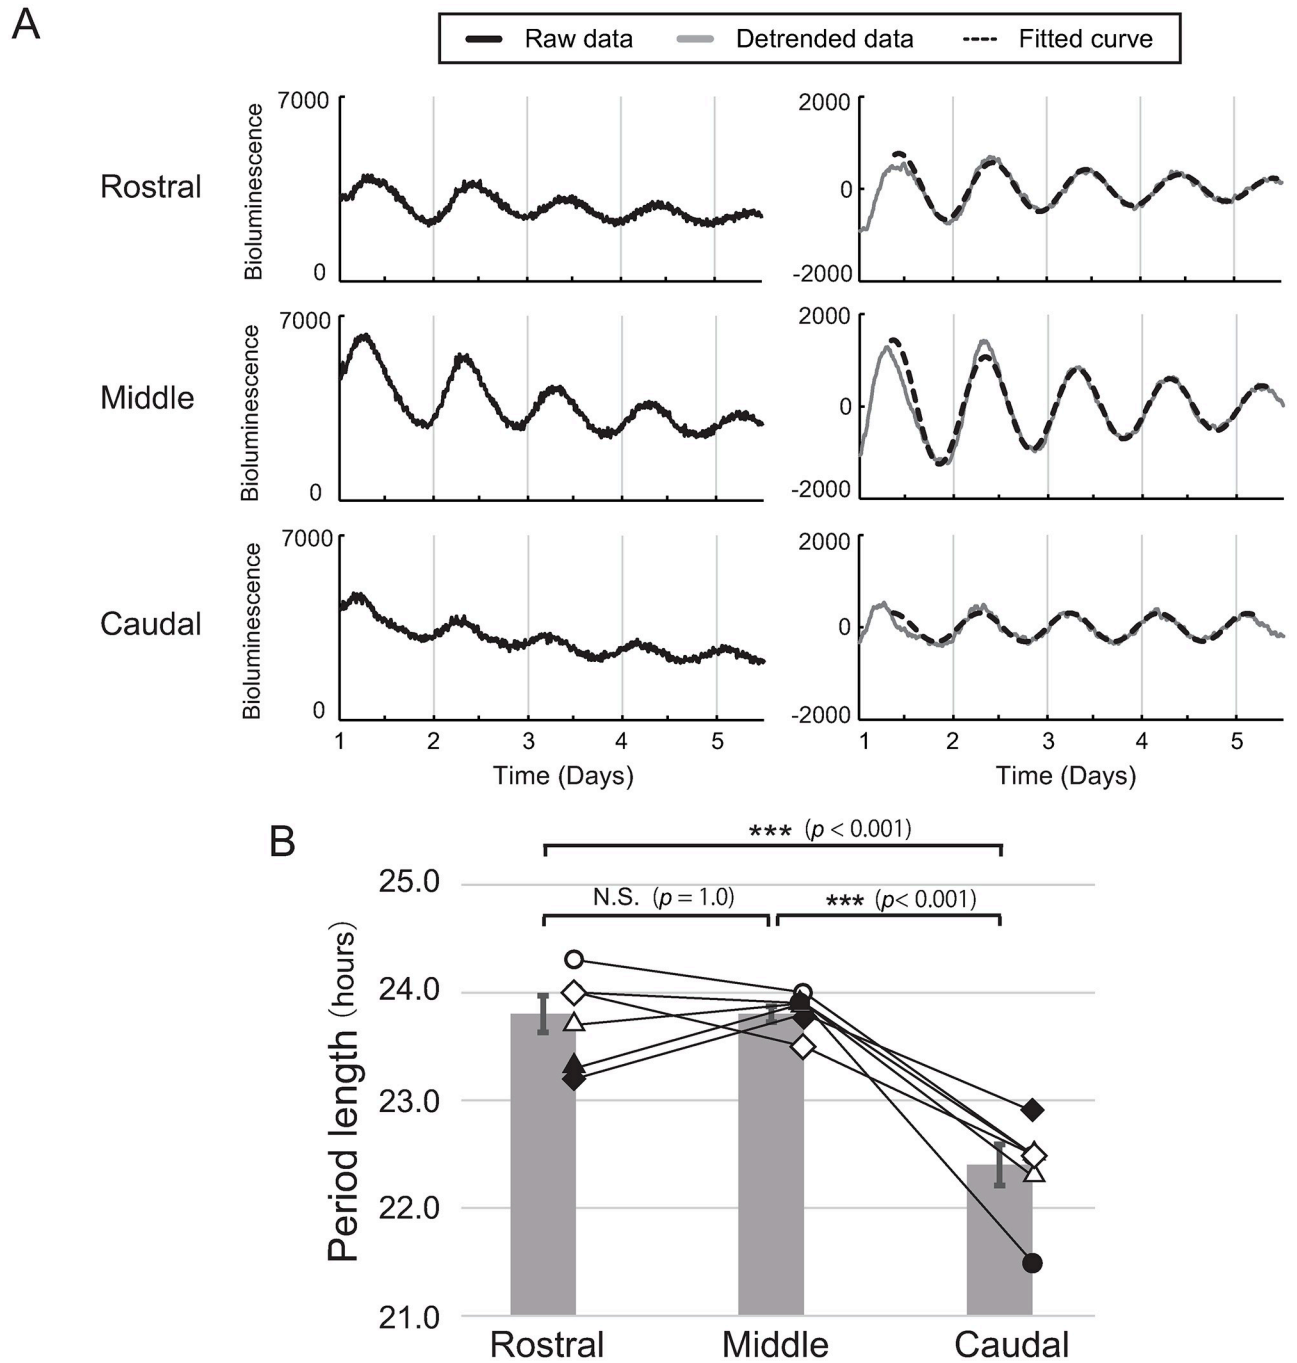 A
Raw data Detrended data Fitted curve
Rostral
Bioluminescence
7000
0
2000
0
-2000
Middle
Bioluminescence
7000
0
2000
0
-2000
Caudal
Bioluminescence
7000
0
2000
0
-2000
1 2 3 4 5
1 2 3 4 5
Time (Days)
Time (Days)
B
*** (p < 0.001)
N.S. (p = 1.0)
*** (p< 0.001)
Period length (hours)
25.0
24.0
23.0
22.0
21.0
Rostral Middle Caudal